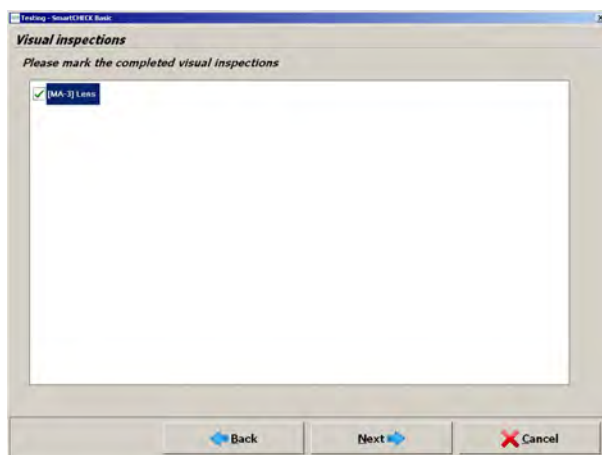 Testing - SmartCHECK Basic
Visual inspections
Please mark the completed visual inspections
[MA-3] Lens
Back
Next
Cancel